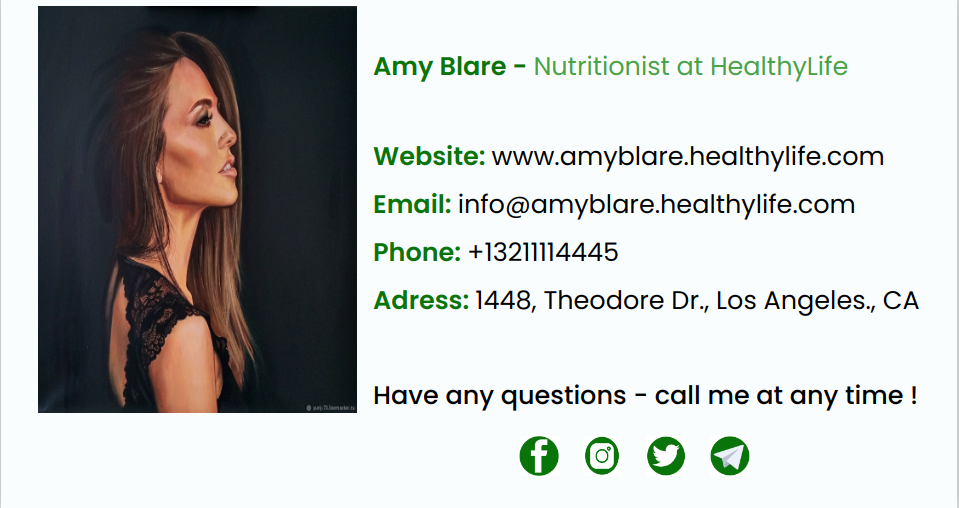 Amy Blare - Nutritionist at HealthyLife
Website: www.amyblare.healthylife.com
Email: info@amyblare.healthylife.com
Phone: +13211114445
Adress: 1448, Theodore Dr., Los Angeles., CA
Have any questions - call me at any time !